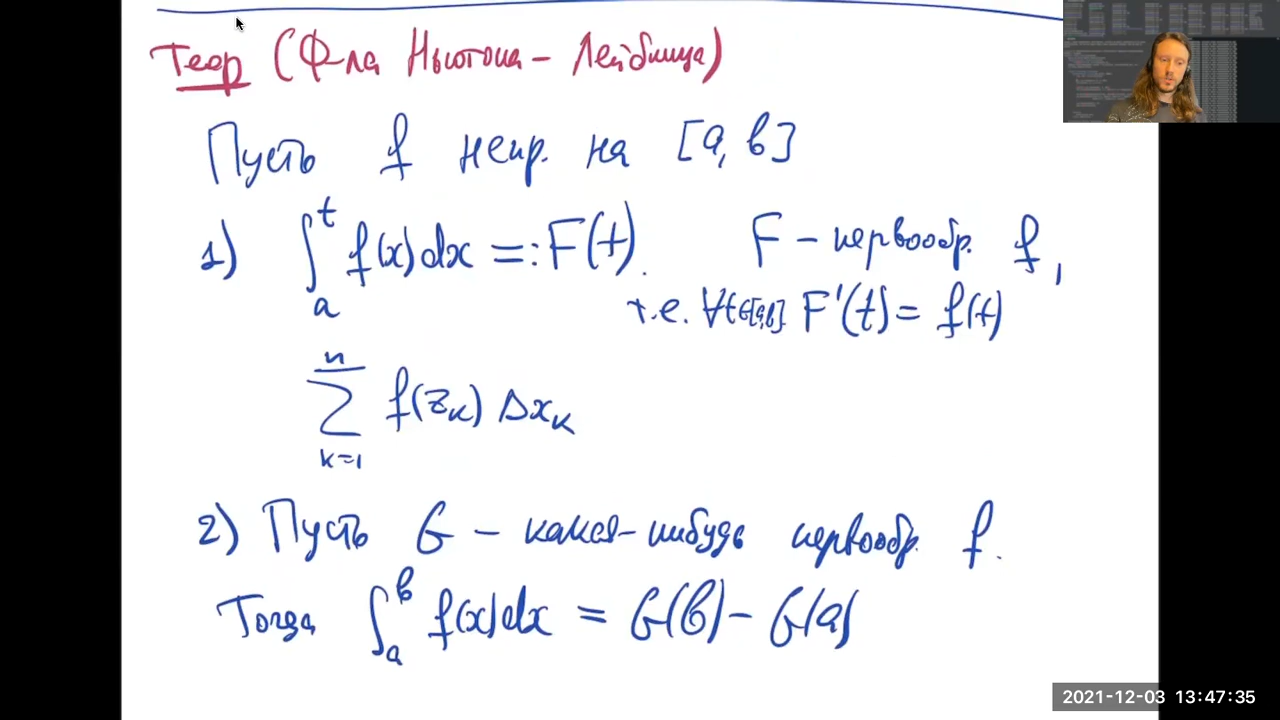 Теор (Ф-ла Ньютона - Лейбница)
Пусть f непр. на [a, b]
1) ∫ₐᵗ f(x)dx =: F(t). F - первообр. f,
т.е. ∀t∈[a,b] F'(t) = f(t)
∑ₖ₌₁ⁿ f(zₖ) Δxₖ
2) Пусть G - какая-нибудь первообр. f.
Тогда ∫ₐᵇ f(x)dx = G(b) - G(a)
2021-12-03 13:47:35